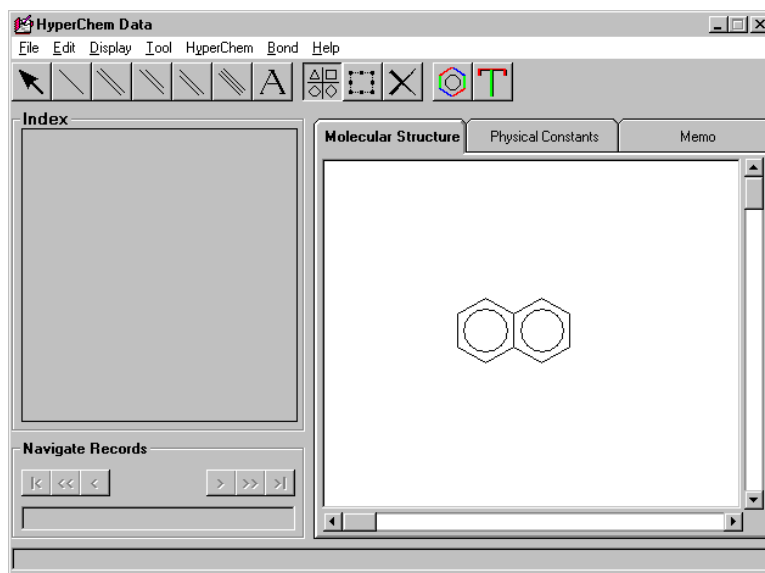 HyperChem Data
File Edit Display Tool HyperChem Bond Help
A T
Index
Molecular Structure Physical Constants Memo
Navigate Records
|< << < > >> >|